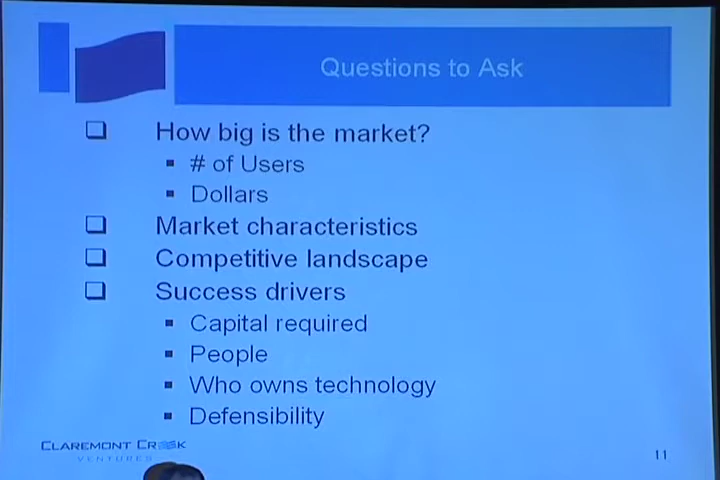 Questions to Ask
How big is the market?
# of Users
Dollars
Market characteristics
Competitive landscape
Success drivers
Capital required
People
Who owns technology
Defensibility
CLAREMONT CREEK
VENTURES
11